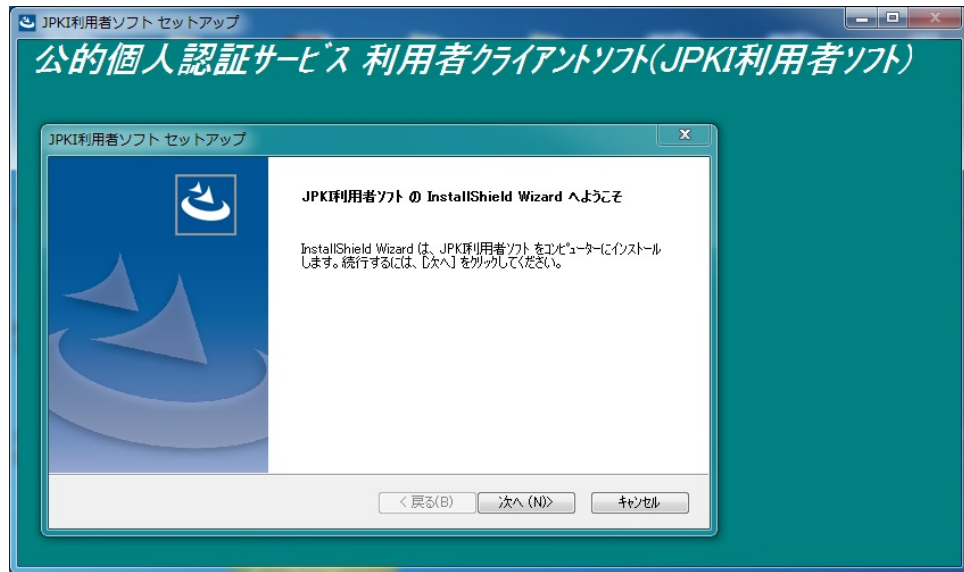 JPKI利用者ソフト セットアップ
公的個人認証サービス 利用者クライアントソフト(JPKI利用者ソフト)
JPKI利用者ソフト セットアップ
JPKI利用者ソフト の InstallShield Wizard へようこそ
InstallShield Wizard は、JPKI利用者ソフト をコンピューターにインストール
します。続行するには、[次へ] をクリックしてください。
< 戻る(B)
次へ (N)>
キャンセル